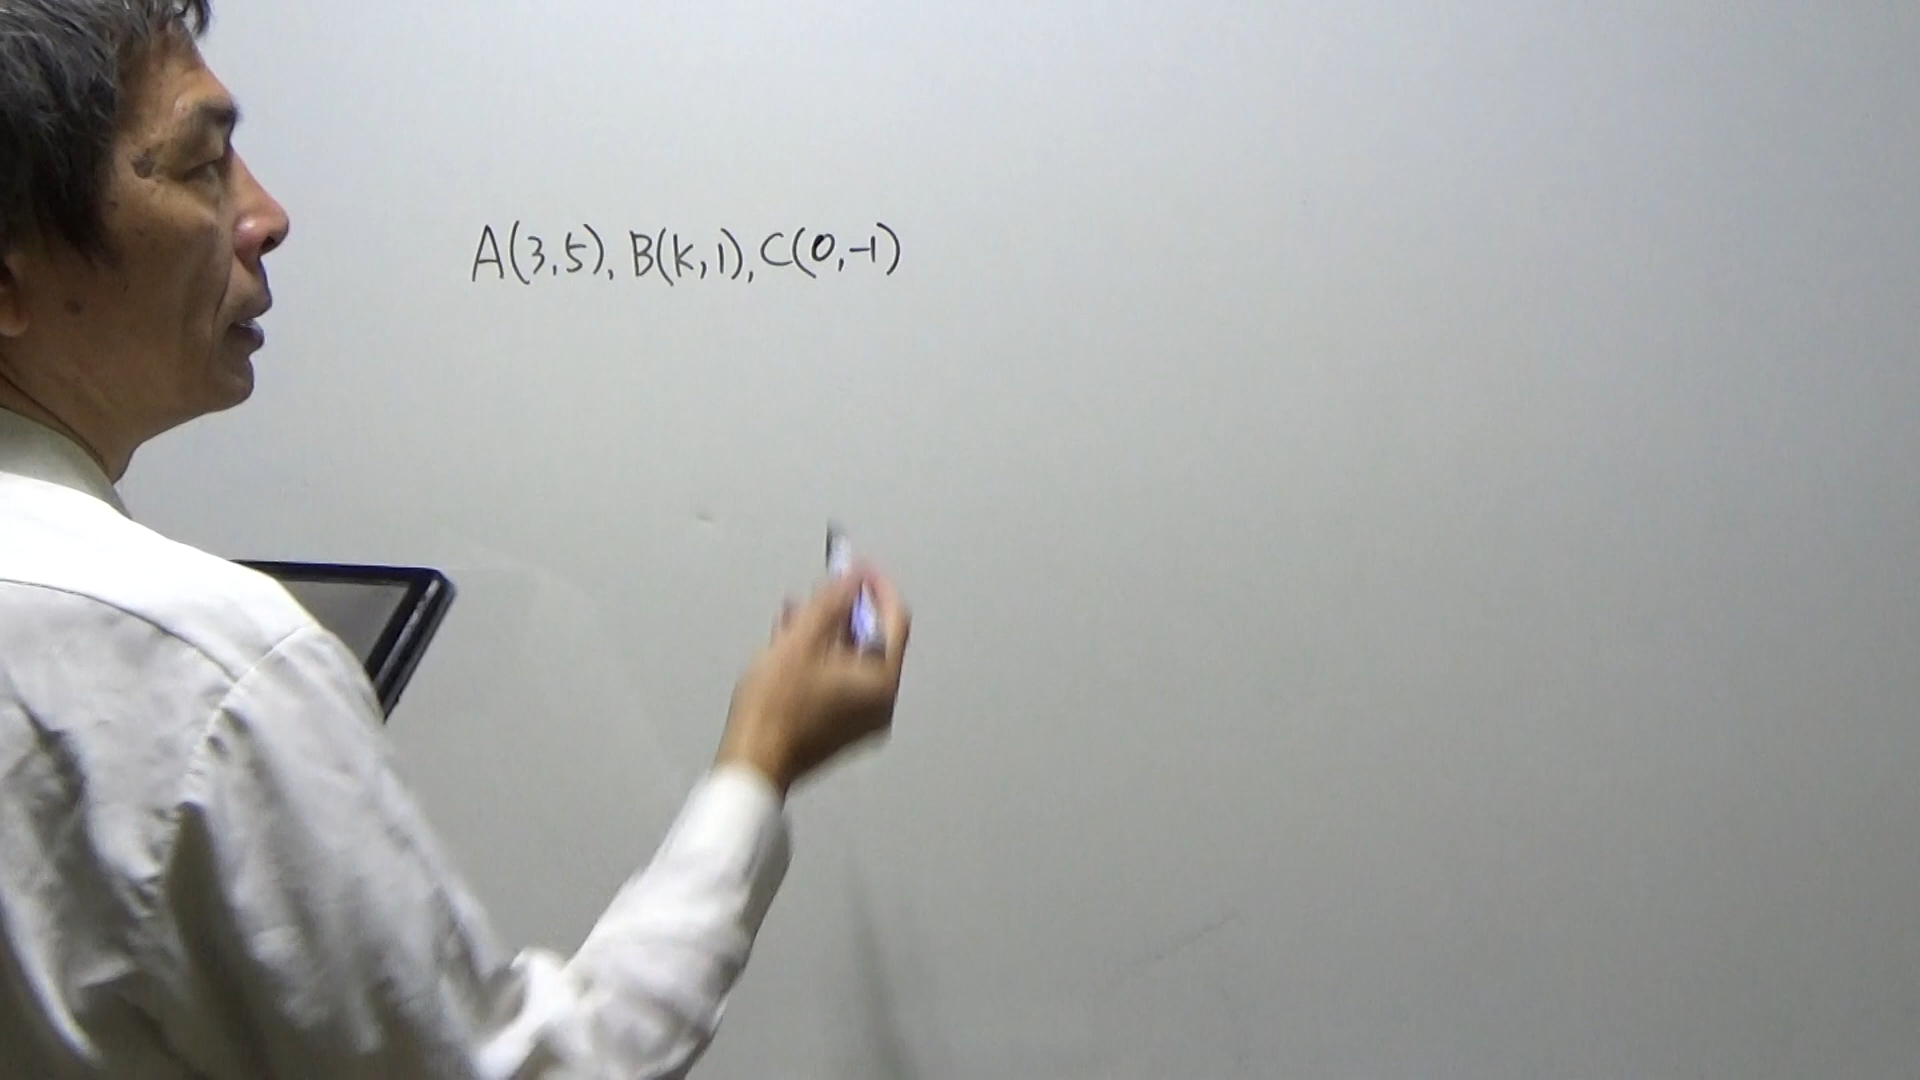 A(3,5), B(k,1), C(0,-1)